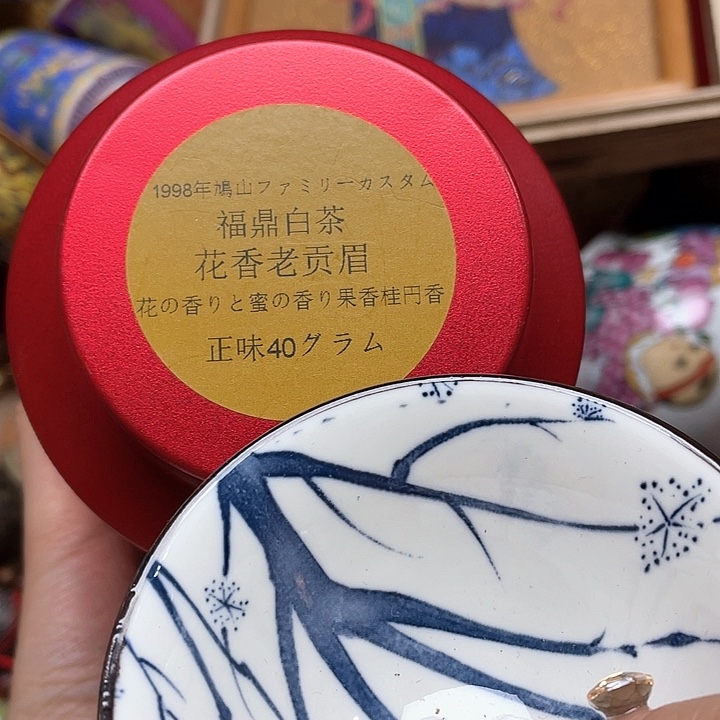 1998年鳩山ファミリーカスタム
福鼎白茶
花香老贡眉
花の香りと蜜の香り果香桂円香
正味40グラム